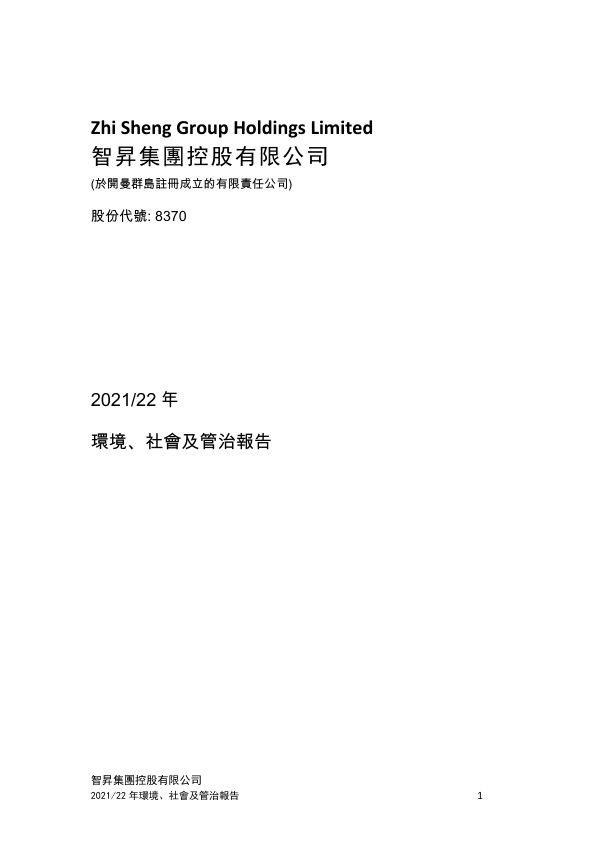 Zhi Sheng Group Holdings Limited
智昇集團控股有限公司
(於開曼群島註冊成立的有限責任公司)
股份代號: 8370
2021/22 年
環境、社會及管治報告
智昇集團控股有限公司
2021/22 年環境、社會及管治報告 1